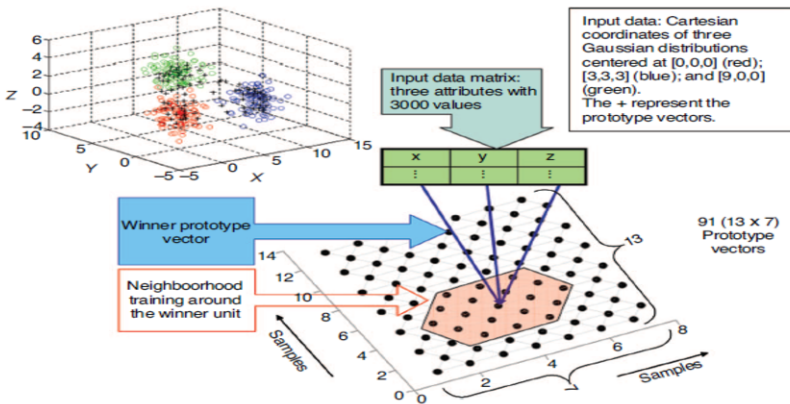 6
4
2
0
−2
−4
Z
10
5
0
−5
Y
−5
0
5
10
15
X
Input data matrix:
three attributes with
3000 values
Input data: Cartesian
coordinates of three
Gaussian distributions
centered at [0,0,0] (red);
[3,3,3] (blue); and [9,0,0]
(green).
The + represent the
prototype vectors.
x y z
⋮ ⋮ ⋮
Winner prototype
vector
Neighboorhood
training around
the winner unit
91 (13 x 7)
Prototype
vectors
13
14
12
10
8
6
4
2
0
Samples
0
2
4
6
8
7
Samples